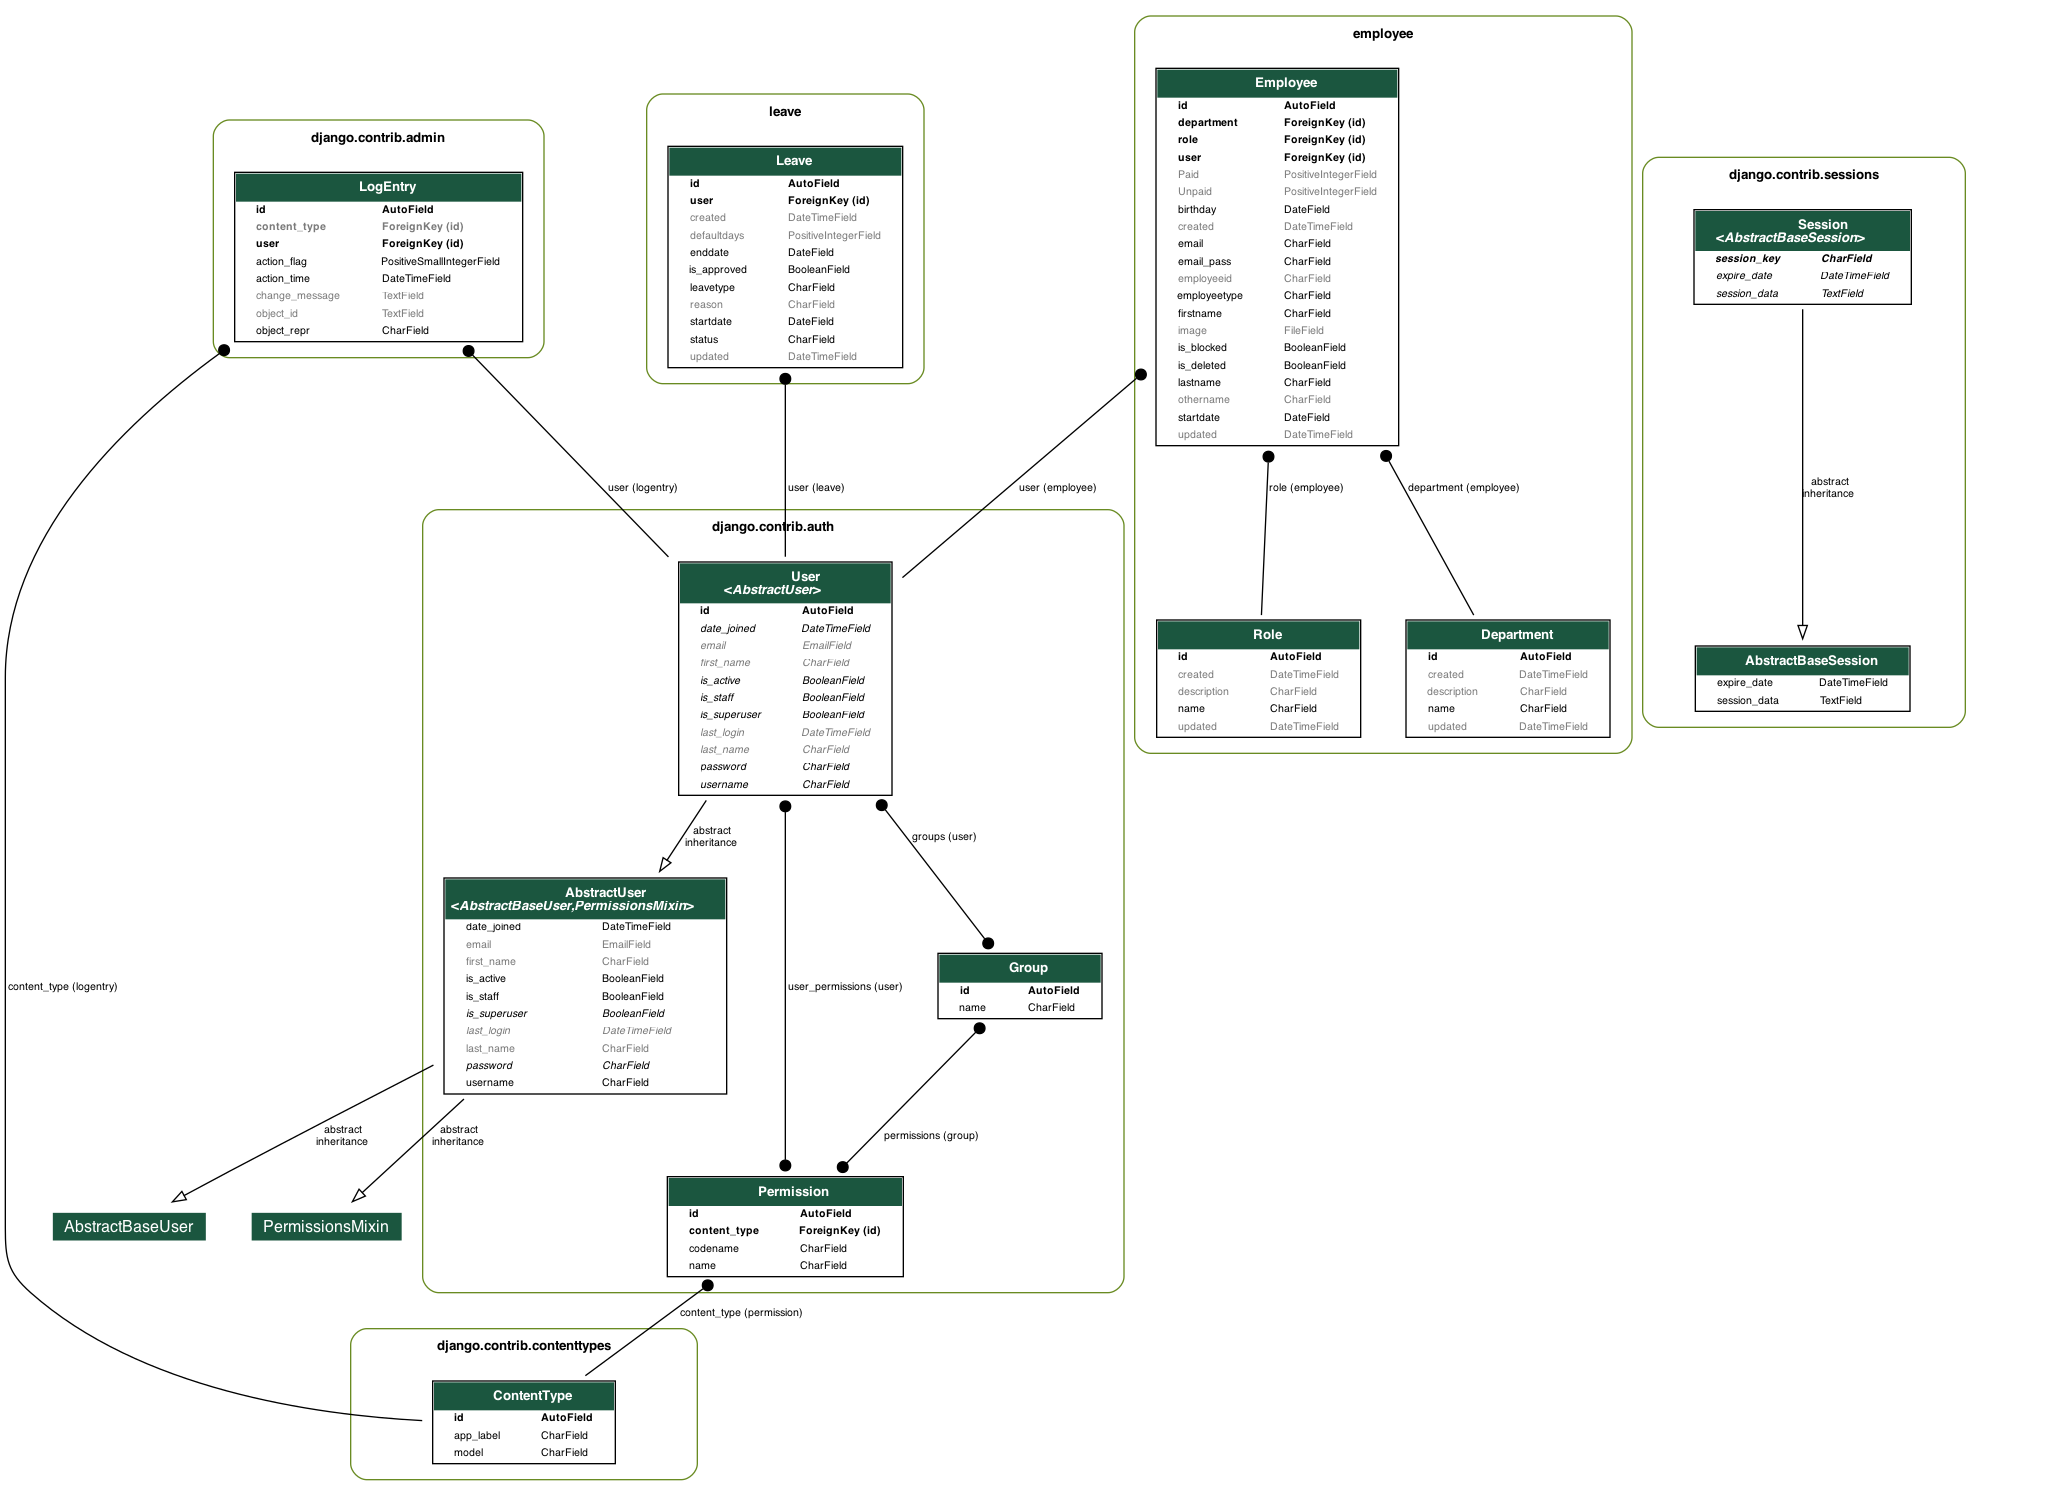 employee
Employee
id AutoField
department ForeignKey (id)
role ForeignKey (id)
user ForeignKey (id)
Paid PositiveIntegerField
Unpaid PositiveIntegerField
birthday DateField
created DateTimeField
email CharField
email_pass CharField
employeeid CharField
employeetype CharField
firstname CharField
image FileField
is_blocked BooleanField
is_deleted BooleanField
lastname CharField
othername CharField
startdate DateField
updated DateTimeField
leave
Leave
id AutoField
user ForeignKey (id)
created DateTimeField
defaultdays PositiveIntegerField
enddate DateField
is_approved BooleanField
leavetype CharField
reason CharField
startdate DateField
status CharField
updated DateTimeField
django.contrib.admin
LogEntry
id AutoField
content_type ForeignKey (id)
user ForeignKey (id)
action_flag PositiveSmallIntegerField
action_time DateTimeField
change_message TextField
object_id TextField
object_repr CharField
django.contrib.sessions
Session
<AbstractBaseSession>
session_key CharField
expire_date DateTimeField
session_data TextField
abstract
inheritance
AbstractBaseSession
expire_date DateTimeField
session_data TextField
user (logentry)
user (leave)
user (employee)
role (employee)
department (employee)
Role
id AutoField
created DateTimeField
description CharField
name CharField
updated DateTimeField
Department
id AutoField
created DateTimeField
description CharField
name CharField
updated DateTimeField
django.contrib.auth
User
<AbstractUser>
id AutoField
date_joined DateTimeField
email EmailField
first_name CharField
is_active BooleanField
is_staff BooleanField
is_superuser BooleanField
last_login DateTimeField
last_name CharField
password CharField
username CharField
abstract
inheritance
groups (user)
AbstractUser
<AbstractBaseUser,PermissionsMixin>
date_joined DateTimeField
email EmailField
first_name CharField
is_active BooleanField
is_staff BooleanField
is_superuser BooleanField
last_login DateTimeField
last_name CharField
password CharField
username CharField
content_type (logentry)
user_permissions (user)
Group
id AutoField
name CharField
abstract
inheritance
abstract
inheritance
permissions (group)
AbstractBaseUser
PermissionsMixin
Permission
id AutoField
content_type ForeignKey (id)
codename CharField
name CharField
content_type (permission)
django.contrib.contenttypes
ContentType
id AutoField
app_label CharField
model CharField